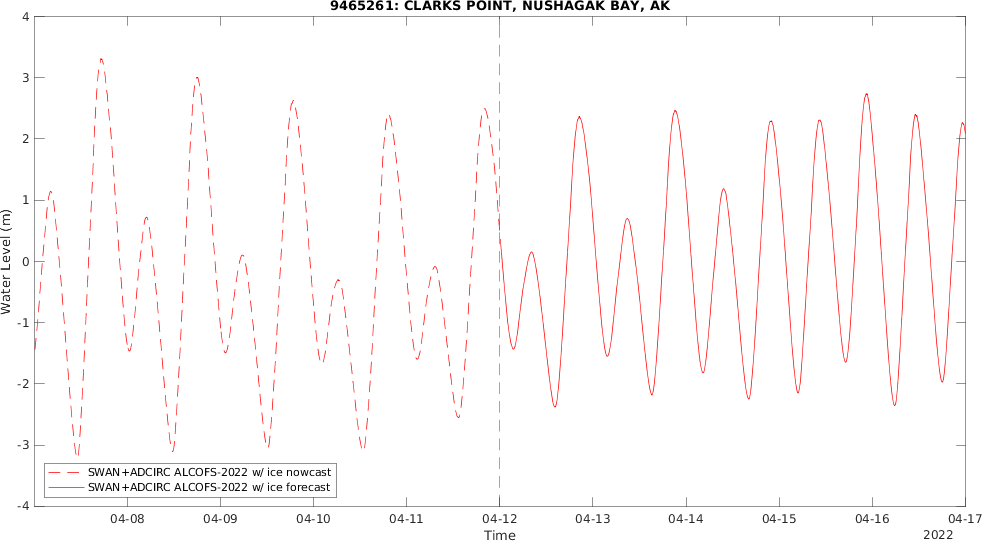 9465261: CLARKS POINT, NUSHAGAK BAY, AK
4
3
2
1
0
-1
-2
-3
-4
Water Level (m)
SWAN+ADCIRC ALCOFS-2022 w/ ice nowcast
SWAN+ADCIRC ALCOFS-2022 w/ ice forecast
04-08 04-09 04-10 04-11 04-12 04-13 04-14 04-15 04-16 04-17
Time
2022